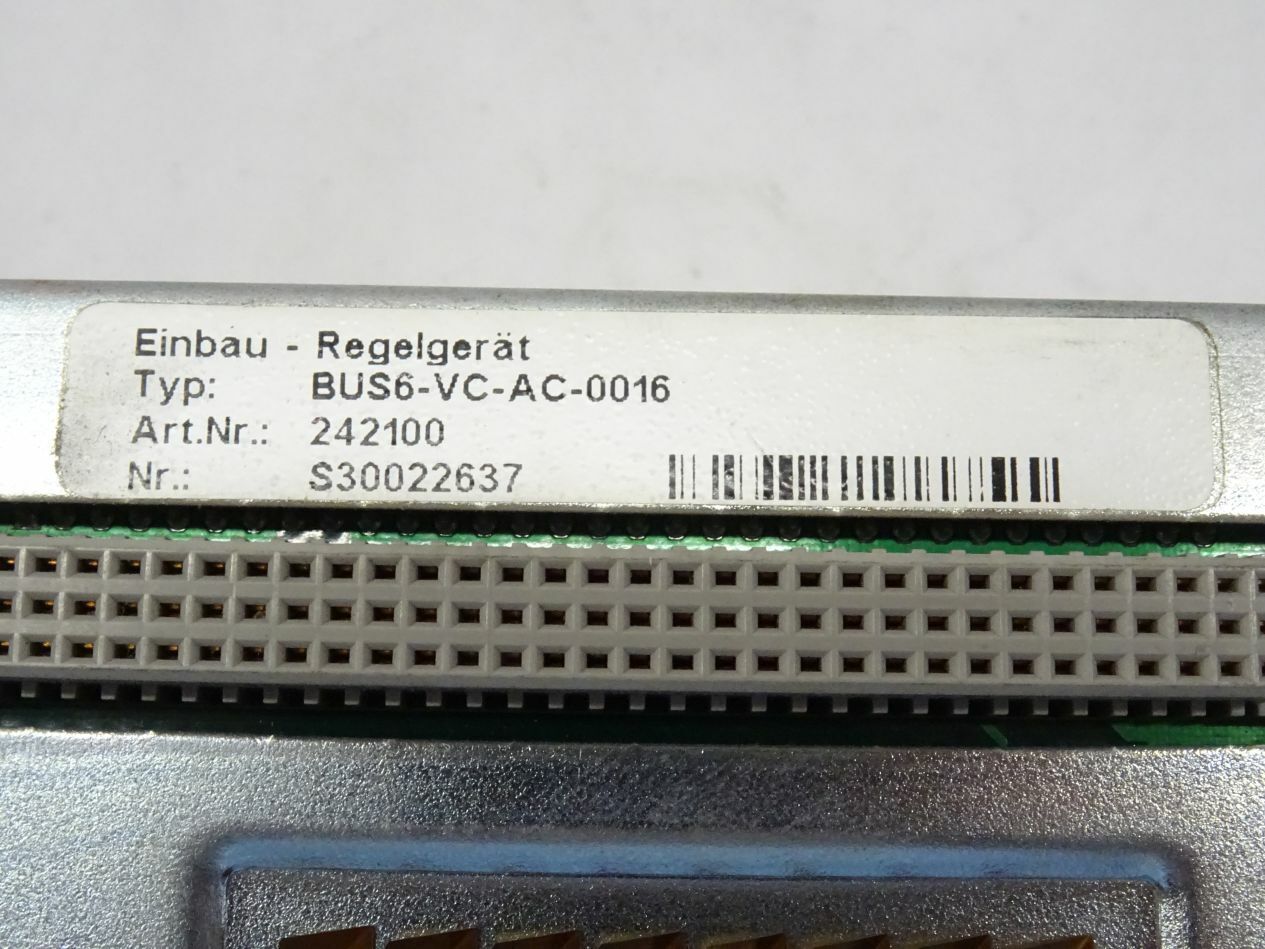 Einbau - Regelgerät
Typ: BUS6-VC-AC-0016
Art.Nr.: 242100
Nr.: S30022637